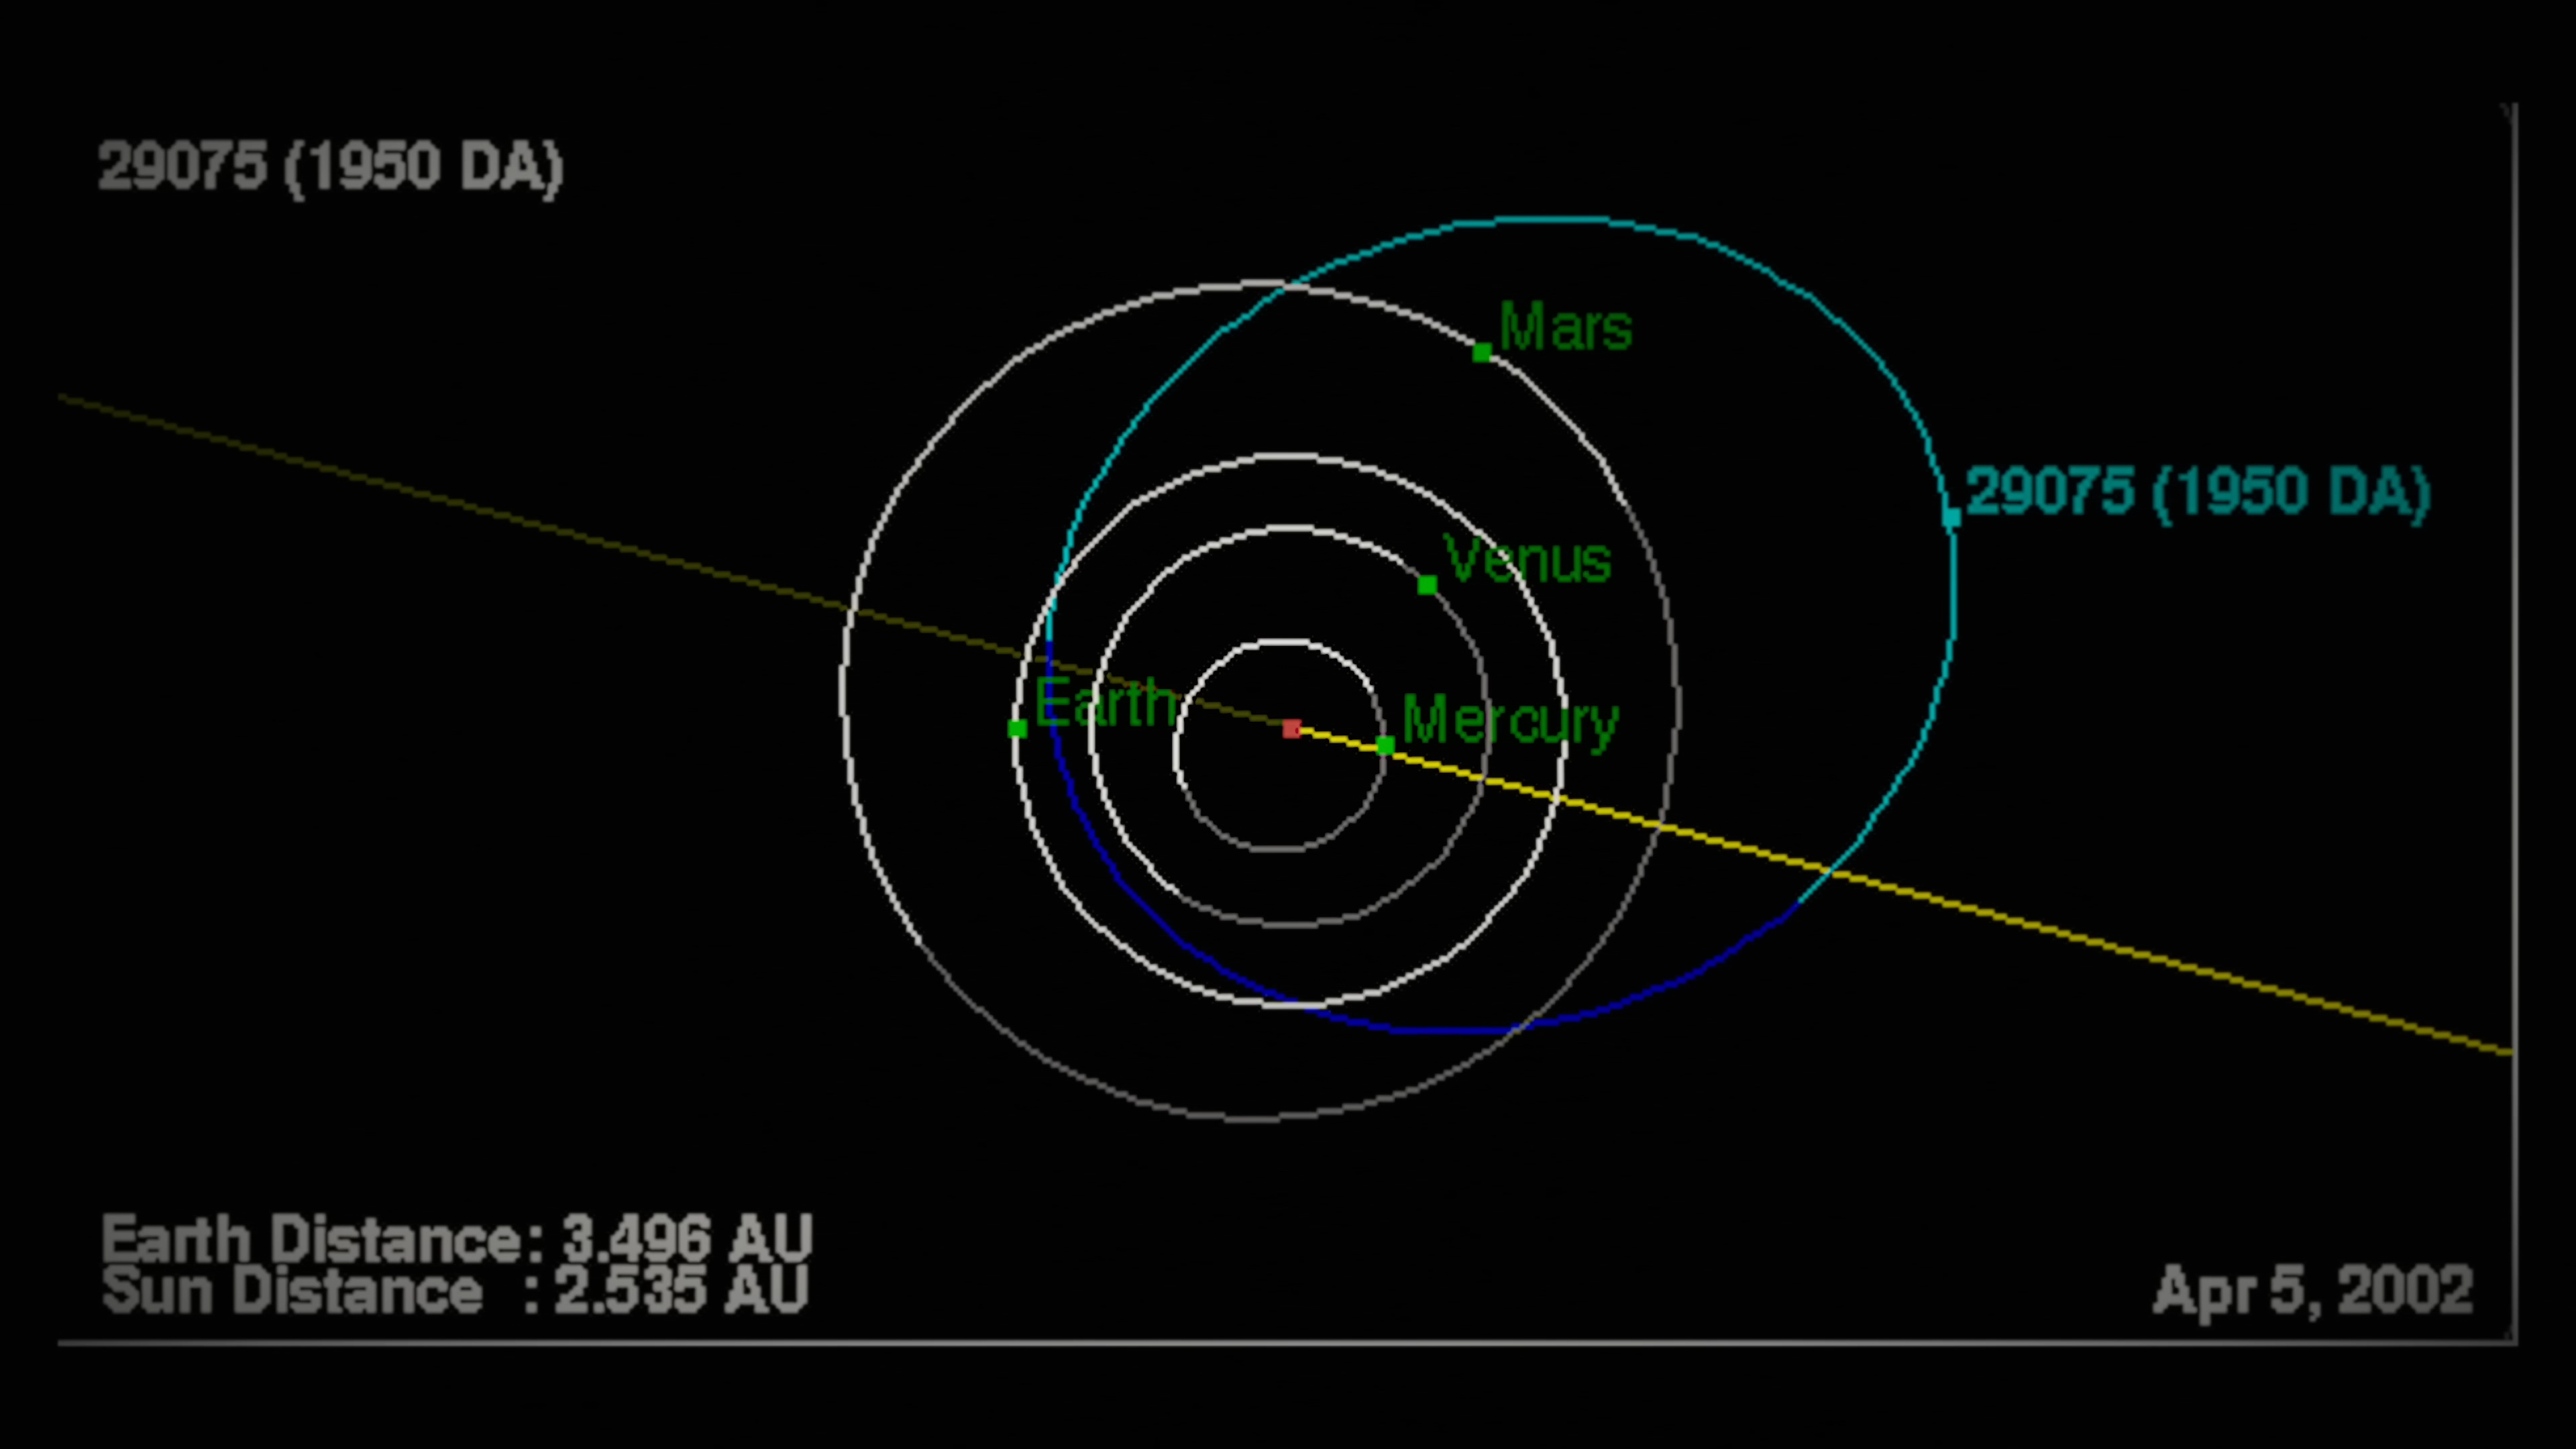 29075 (1950 DA)
Mars
29075 (1950 DA)
Venus
Earth
Mercury
Earth Distance: 3.496 AU
Sun Distance : 2.535 AU
Apr 5, 2002